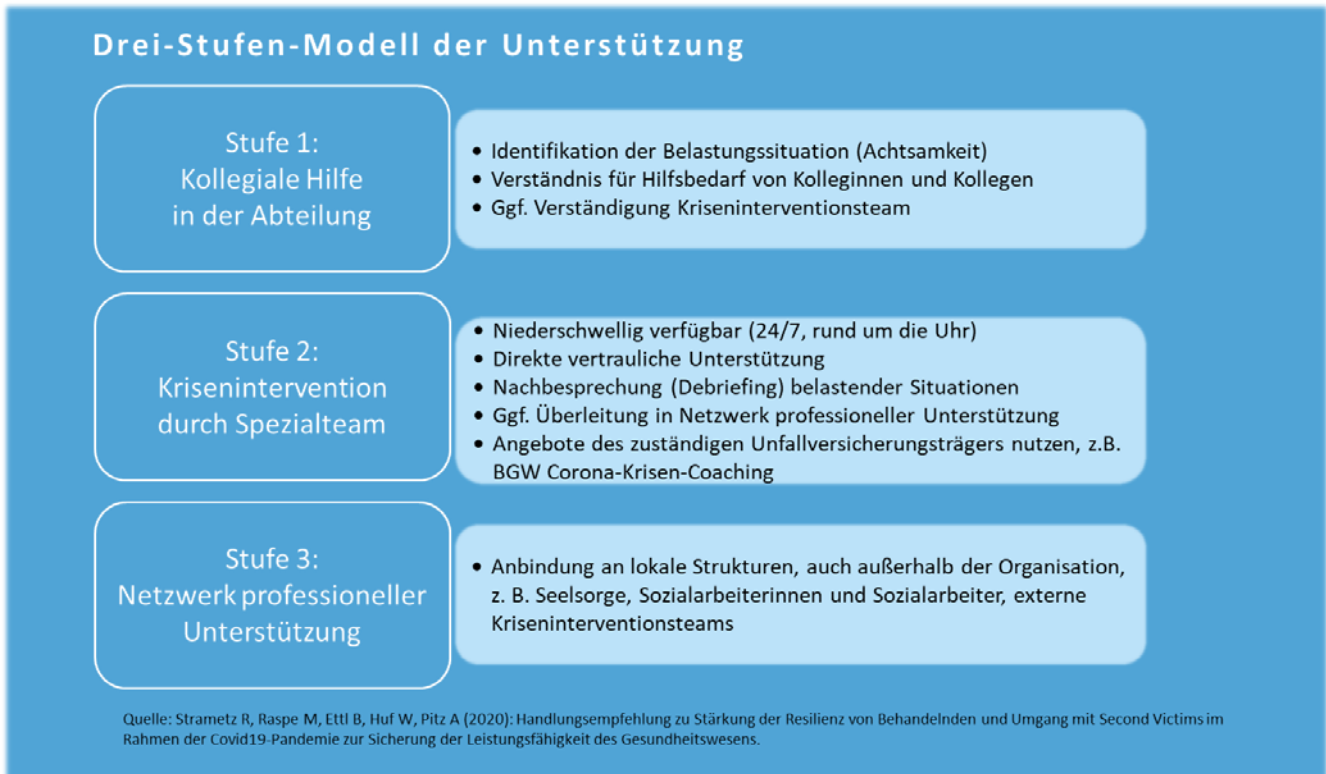 Drei-Stufen-Modell der Unterstützung
Stufe 1:
Kollegiale Hilfe
in der Abteilung
• Identifikation der Belastungssituation (Achtsamkeit)
• Verständnis für Hilfsbedarf von Kolleginnen und Kollegen
• Ggf. Verständigung Kriseninterventionsteam
Stufe 2:
Krisenintervention
durch Spezialteam
• Niederschwellig verfügbar (24/7, rund um die Uhr)
• Direkte vertrauliche Unterstützung
• Nachbesprechung (Debriefing) belastender Situationen
• Ggf. Überleitung in Netzwerk professioneller Unterstützung
• Angebote des zuständigen Unfallversicherungsträgers nutzen, z.B.
BGW Corona-Krisen-Coaching
Stufe 3:
Netzwerk professioneller
Unterstützung
• Anbindung an lokale Strukturen, auch außerhalb der Organisation,
z. B. Seelsorge, Sozialarbeiterinnen und Sozialarbeiter, externe
Kriseninterventionsteams
Quelle: Strametz R, Raspe M, Ettl B, Huf W, Pitz A (2020): Handlungsempfehlung zu Stärkung der Resilienz von Behandelnden und Umgang mit Second Victims im
Rahmen der Covid19-Pandemie zur Sicherung der Leistungsfähigkeit des Gesundheitswesens.